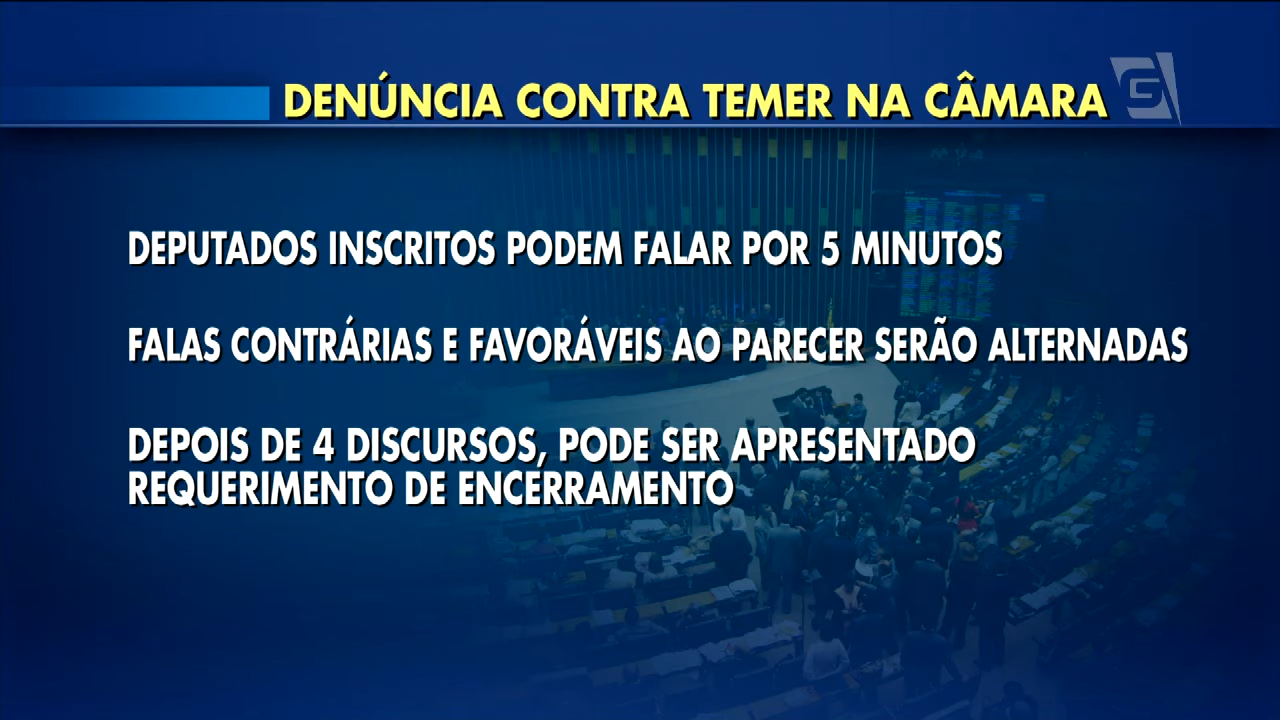 DENÚNCIA CONTRA TEMER NA CÂMARA
DEPUTADOS INSCRITOS PODEM FALAR POR 5 MINUTOS
FALAS CONTRÁRIAS E FAVORÁVEIS AO PARECER SERÃO ALTERNADAS
DEPOIS DE 4 DISCURSOS, PODE SER APRESENTADO
REQUERIMENTO DE ENCERRAMENTO